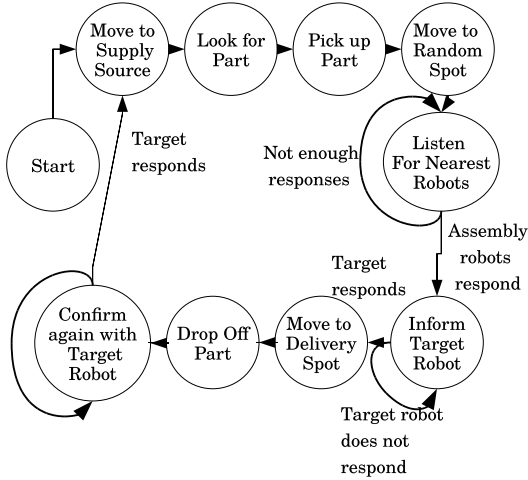 Move to
Supply
Source
Look for
Part
Pick up
Part
Move to
Random
Spot
Start
Target
responds
Not enough
responses
Listen
For Nearest
Robots
Assembly
robots
respond
Target
responds
Confirm
again with
Target
Robot
Drop Off
Part
Move to
Delivery
Spot
Inform
Target
Robot
Target robot
does not
respond